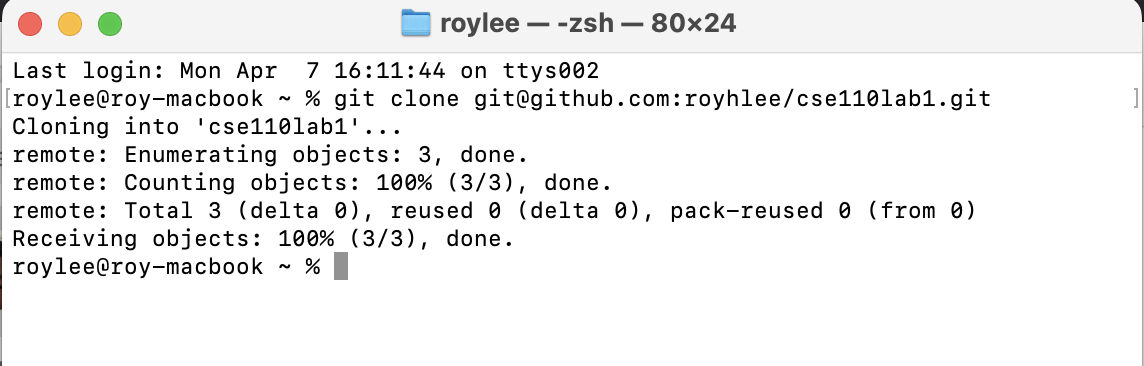 roylee — -zsh — 80×24
Last login: Mon Apr  7 16:11:44 on ttys002
[roylee@roy-macbook ~ % git clone git@github.com:royhlee/cse110lab1.git ]
Cloning into 'cse110lab1'...
remote: Enumerating objects: 3, done.
remote: Counting objects: 100% (3/3), done.
remote: Total 3 (delta 0), reused 0 (delta 0), pack-reused 0 (from 0)
Receiving objects: 100% (3/3), done.
roylee@roy-macbook ~ %